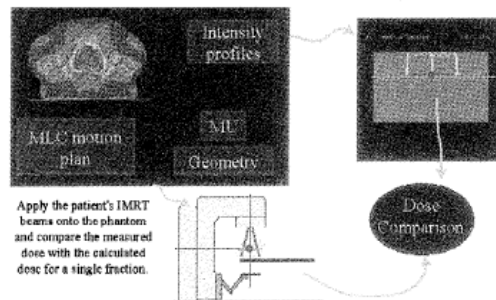 Intensity
profiles
MLC motion
plan
MU
Geometry
Apply the patient's IMRT
beams onto the phantom
and compare the measured
dose with the calculated
dose for a single fraction.
Dose
Comparison